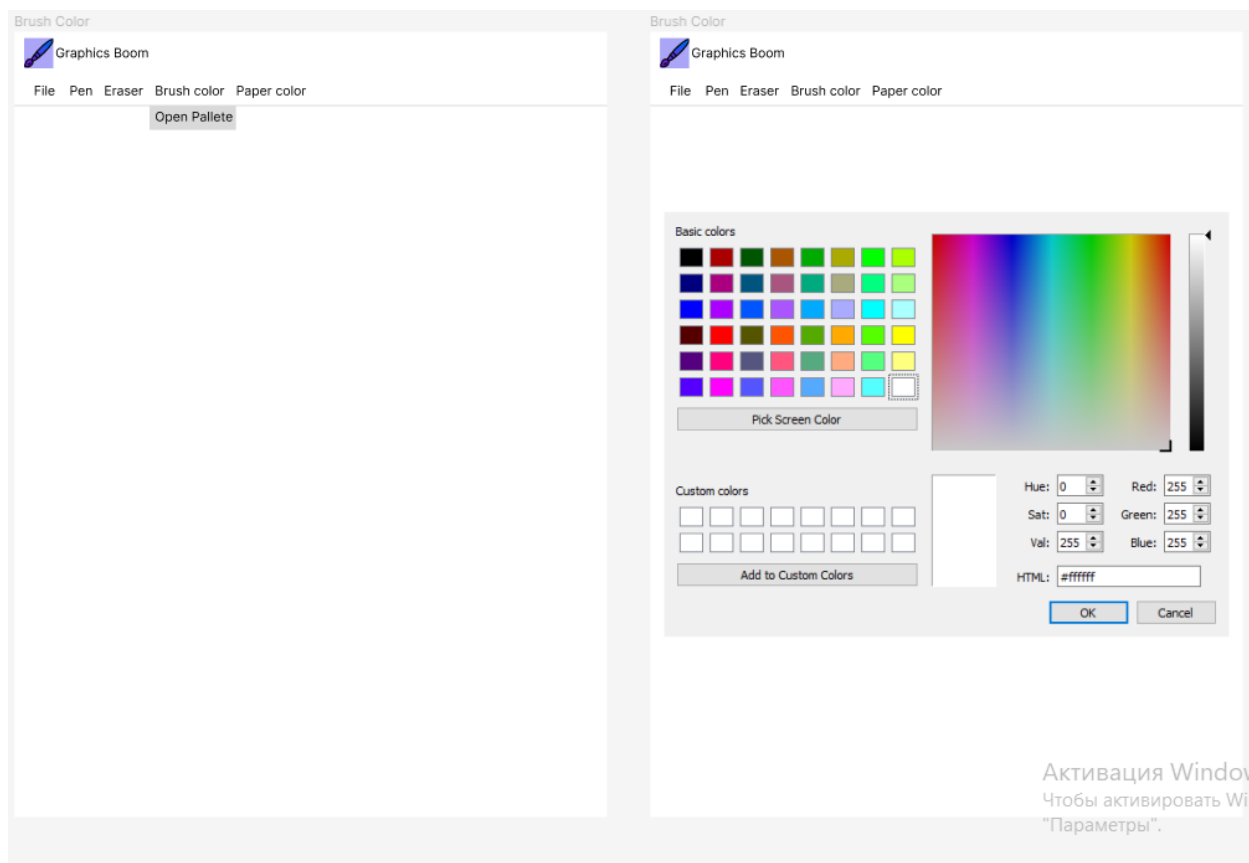 Brush Color
Graphics Boom
File Pen Eraser Brush color Paper color
Open Pallete
Brush Color
Graphics Boom
File Pen Eraser Brush color Paper color
Basic colors
Pick Screen Color
Custom colors
Add to Custom Colors
Hue: 0 Red: 255
Sat: 0 Green: 255
Val: 255 Blue: 255
HTML: #ffffff
OK Cancel
Активация Window
Чтобы активировать Wi
"Параметры".